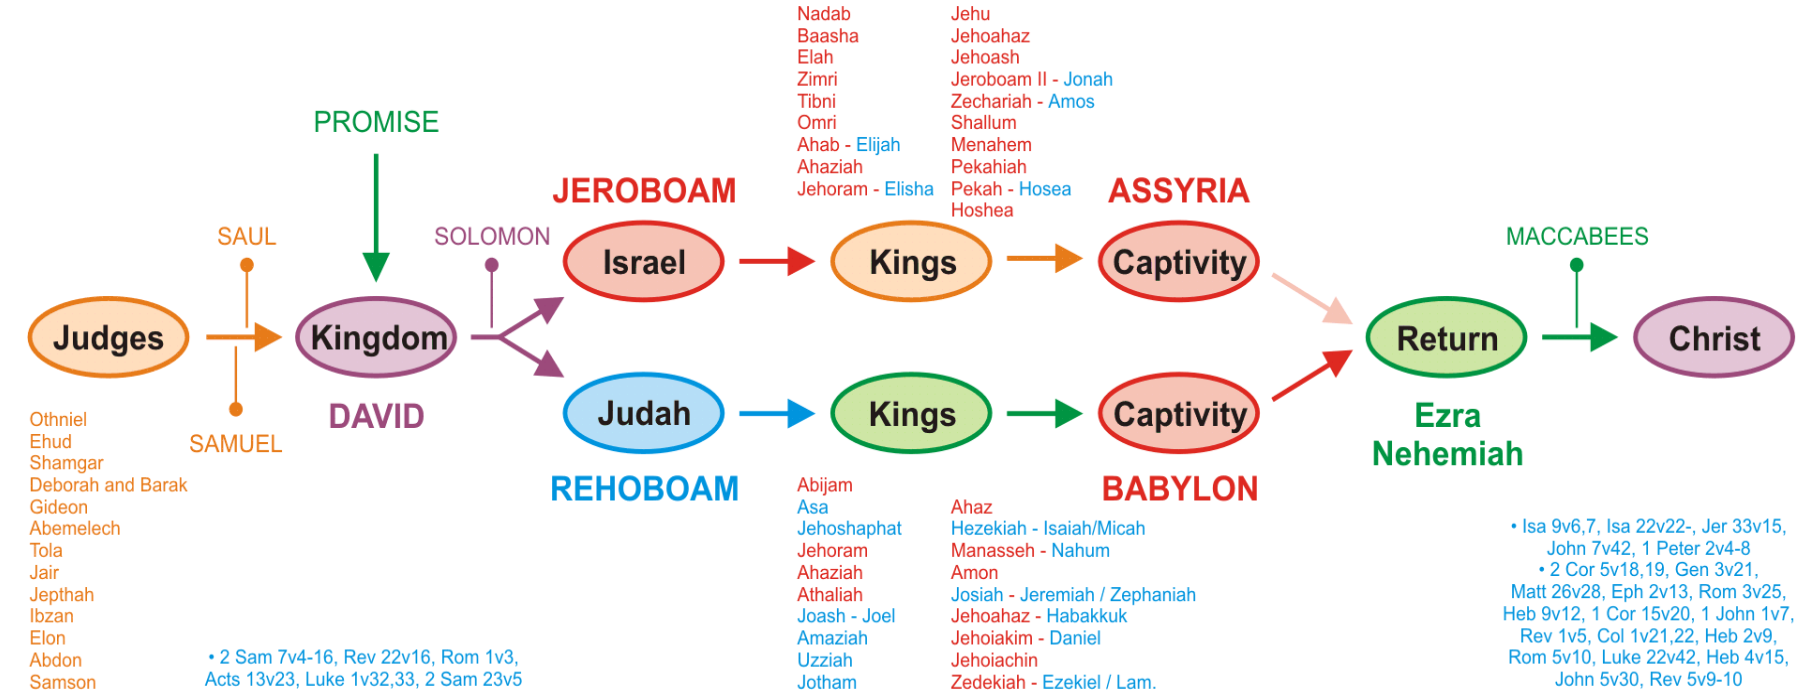 Nadab
Baasha
Elah
Zimri
Tibni
Omri
Ahab - Elijah
Ahaziah
Jehoram - Elisha
Jehu
Jehoahaz
Jehoash
Jeroboam II - Jonah
Zechariah - Amos
Shallum
Menahem
Pekahiah
Pekah - Hosea
Hoshea
PROMISE
JEROBOAM
ASSYRIA
SAUL
SOLOMON
MACCABEES
Israel
Kings
Captivity
Judges
Kingdom
Return
Christ
DAVID
SAMUEL
Judah
Kings
Captivity
Ezra
Nehemiah
REHOBOAM
BABYLON
Othniel
Ehud
Shamgar
Deborah and Barak
Gideon
Abemelech
Tola
Jair
Jepthah
Ibzan
Elon
Abdon
Samson
• 2 Sam 7v4-16, Rev 22v16, Rom 1v3,
Acts 13v23, Luke 1v32,33, 2 Sam 23v5
Abijam
Asa
Jehoshaphat
Jehoram
Ahaziah
Athaliah
Joash - Joel
Amaziah
Uzziah
Jotham
Ahaz
Hezekiah - Isaiah/Micah
Manasseh - Nahum
Amon
Josiah - Jeremiah / Zephaniah
Jehoahaz - Habakkuk
Jehoiakim - Daniel
Jehoiachin
Zedekiah - Ezekiel / Lam.
• Isa 9v6,7, Isa 22v22-, Jer 33v15,
John 7v42, 1 Peter 2v4-8
• 2 Cor 5v18,19, Gen 3v21,
Matt 26v28, Eph 2v13, Rom 3v25,
Heb 9v12, 1 Cor 15v20, 1 John 1v7,
Rev 1v5, Col 1v21,22, Heb 2v9,
Rom 5v10, Luke 22v42, Heb 4v15,
John 5v30, Rev 5v9-10